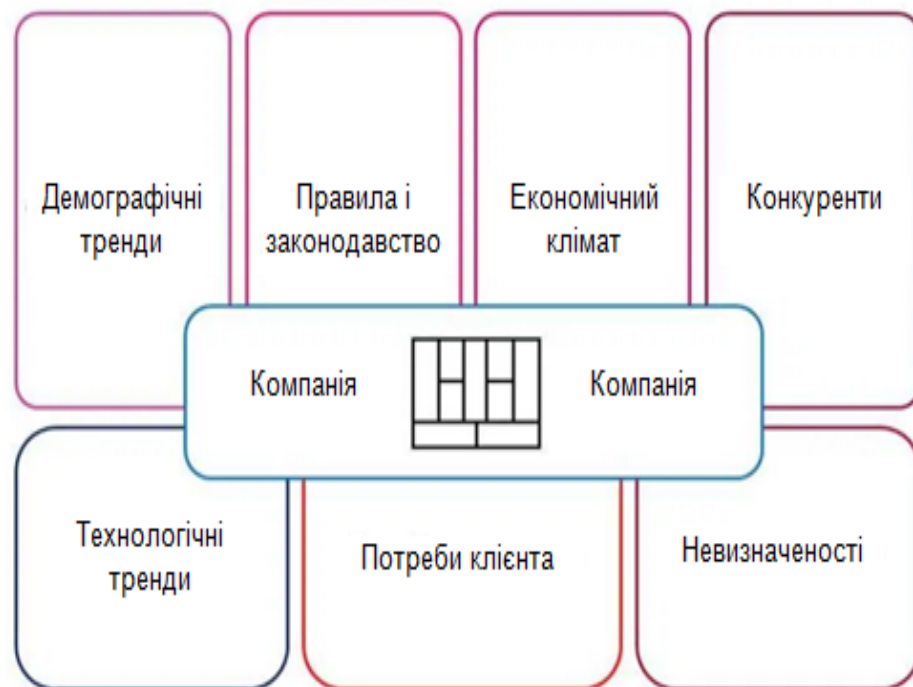 Демографічні
тренди
Правила і
законодавство
Економічний
клімат
Конкуренти
Компанія
Компанія
Технологічні
тренди
Потреби клієнта
Невизначеності